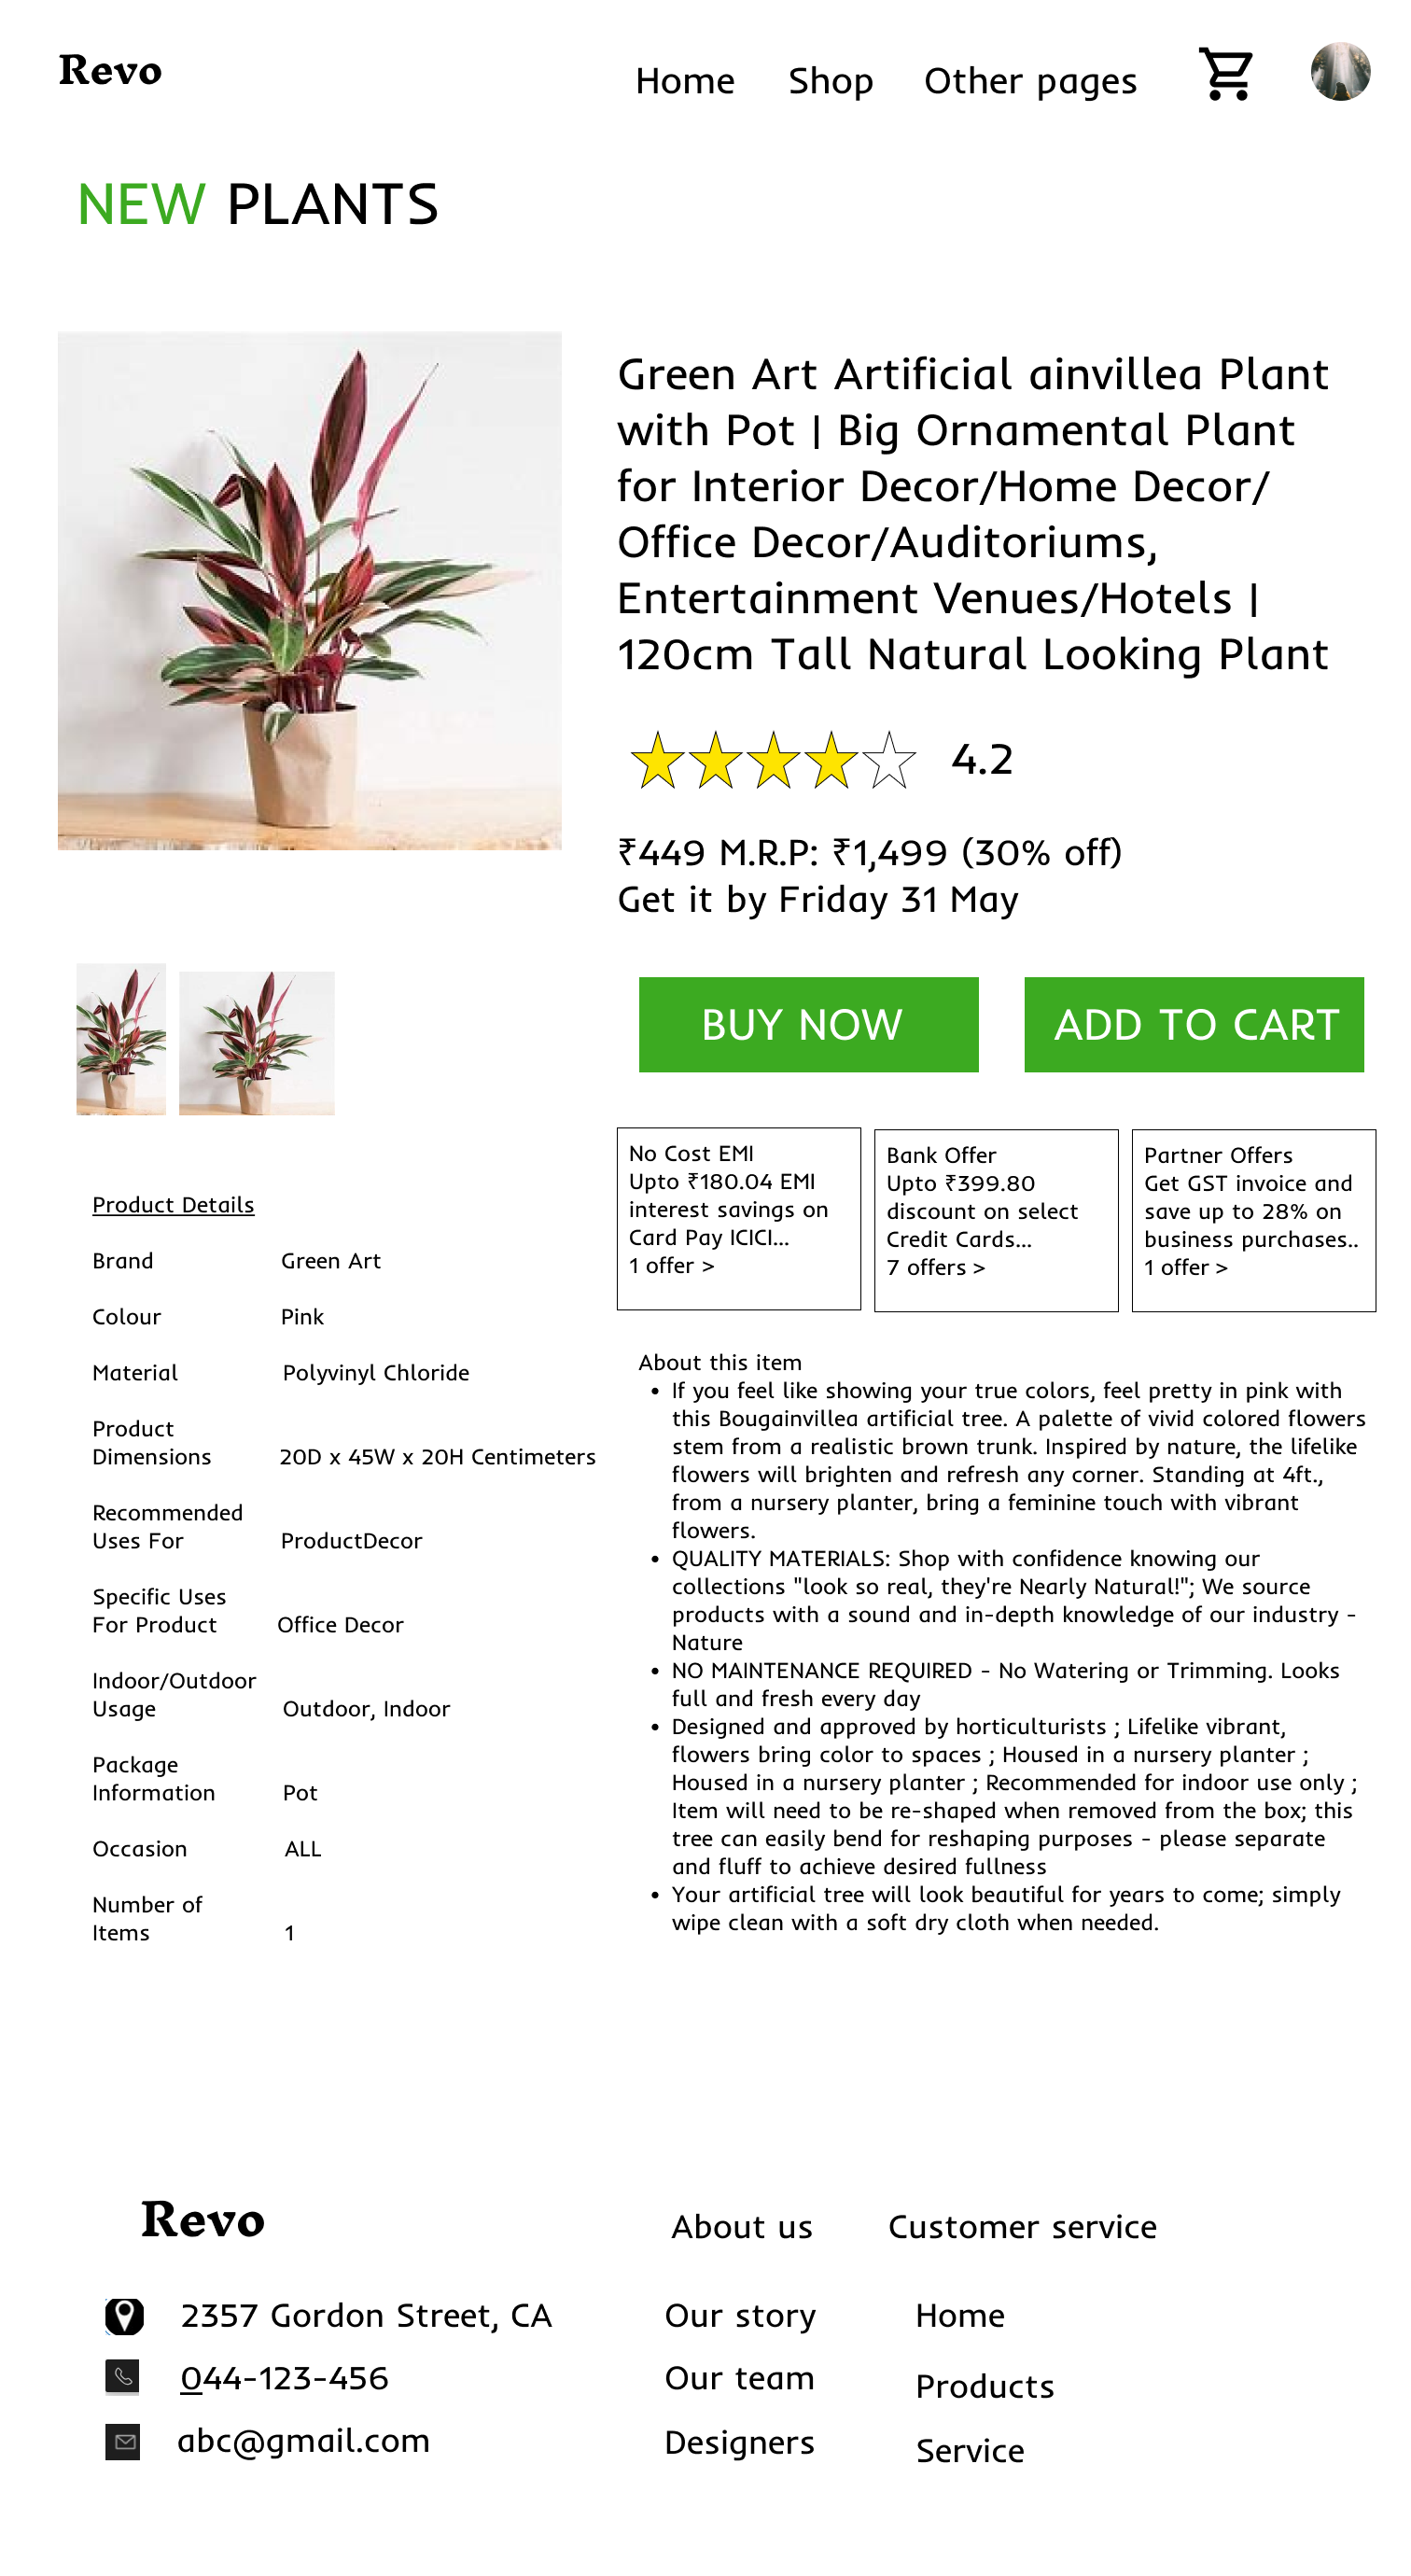 Revo
Home Shop Other pages
NEW PLANTS
Green Art Artificial ainvillea Plant
with Pot | Big Ornamental Plant
for Interior Decor/Home Decor/
Office Decor/Auditoriums,
Entertainment Venues/Hotels |
120cm Tall Natural Looking Plant
4.2
₹449 M.R.P: ₹1,499 (30% off)
Get it by Friday 31 May
BUY NOW
ADD TO CART
No Cost EMI
Upto ₹180.04 EMI
interest savings on
Card Pay ICICI...
1 offer >
Bank Offer
Upto ₹399.80
discount on select
Credit Cards...
7 offers >
Partner Offers
Get GST invoice and
save up to 28% on
business purchases..
1 offer >
Product Details
Brand Green Art
Colour Pink
Material Polyvinyl Chloride
Product
Dimensions 20D x 45W x 20H Centimeters
Recommended
Uses For ProductDecor
Specific Uses
For Product Office Decor
Indoor/Outdoor
Usage Outdoor, Indoor
Package
Information Pot
Occasion ALL
Number of
Items 1
About this item
• If you feel like showing your true colors, feel pretty in pink with
this Bougainvillea artificial tree. A palette of vivid colored flowers
stem from a realistic brown trunk. Inspired by nature, the lifelike
flowers will brighten and refresh any corner. Standing at 4ft.,
from a nursery planter, bring a feminine touch with vibrant
flowers.
• QUALITY MATERIALS: Shop with confidence knowing our
collections "look so real, they're Nearly Natural!"; We source
products with a sound and in-depth knowledge of our industry -
Nature
• NO MAINTENANCE REQUIRED - No Watering or Trimming. Looks
full and fresh every day
• Designed and approved by horticulturists ; Lifelike vibrant,
flowers bring color to spaces ; Housed in a nursery planter ;
Housed in a nursery planter ; Recommended for indoor use only ;
Item will need to be re-shaped when removed from the box; this
tree can easily bend for reshaping purposes - please separate
and fluff to achieve desired fullness
• Your artificial tree will look beautiful for years to come; simply
wipe clean with a soft dry cloth when needed.
Revo
2357 Gordon Street, CA
044-123-456
abc@gmail.com
About us
Our story
Our team
Designers
Customer service
Home
Products
Service